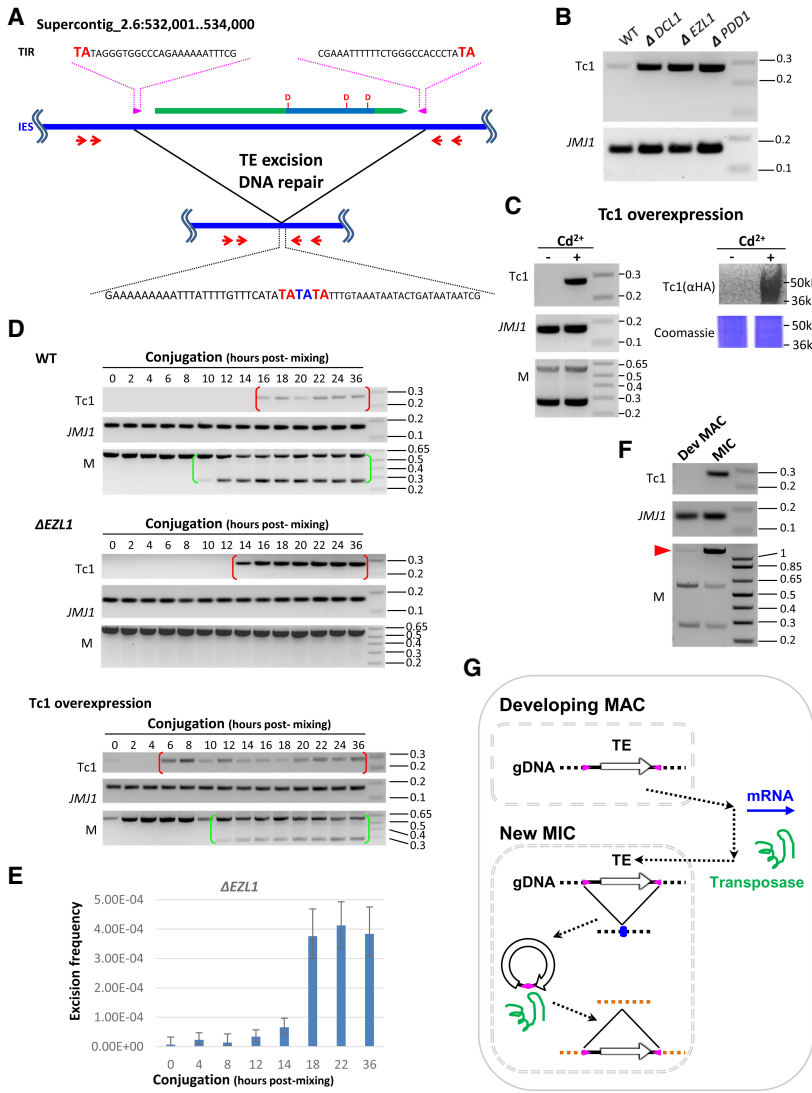 A
Supercontig_2.6:532,001..534,000
TIR
TATAGGGTGGCCCAGAAAAAATTTCG
CGAAATTTTTTCTGGGCCACCCTATA
D
D
D
IES
TE excision
DNA repair
GAAAAAAAAATTTATTTTGTTTCATATATATATTTGTAAATAATACTGATAATAATCG
B
WT
Δ DCL1
Δ EZL1
Δ PDD1
Tc1
0.3
0.2
JMJ1
0.2
0.1
C
Tc1 overexpression
Cd2+
- +
Tc1
0.3
0.2
JMJ1
0.2
0.1
M
0.65
0.5
0.4
0.3
0.2
Cd2+
- +
Tc1(αHA)
50k
36k
Coomassie
50k
36k
D
WT
Conjugation (hours post- mixing)
0 2 4 6 8 10 12 14 16 18 20 22 24 36
Tc1
0.3
0.2
JMJ1
0.2
0.1
M
0.65
0.5
0.4
0.3
0.2
ΔEZL1
Conjugation (hours post- mixing)
0 2 4 6 8 10 12 14 16 18 20 22 24 36
Tc1
0.3
0.2
JMJ1
0.2
0.1
M
0.65
0.5
0.4
0.3
0.2
Tc1 overexpression
Conjugation (hours post- mixing)
0 2 4 6 8 10 12 14 16 18 20 22 24 36
Tc1
0.3
0.2
JMJ1
0.2
0.1
M
0.65
0.5
0.4
0.3
E
ΔEZL1
Excision frequency
5.00E-04
4.00E-04
3.00E-04
2.00E-04
1.00E-04
0.00E+00
0 4 8 12 14 18 22 36
Conjugation (hours post-mixing)
F
Dev MAC
MIC
Tc1
0.3
0.2
JMJ1
0.2
0.1
M
1
0.85
0.65
0.5
0.4
0.3
0.2
G
Developing MAC
TE
gDNA
mRNA
New MIC
TE
Transposase
gDNA